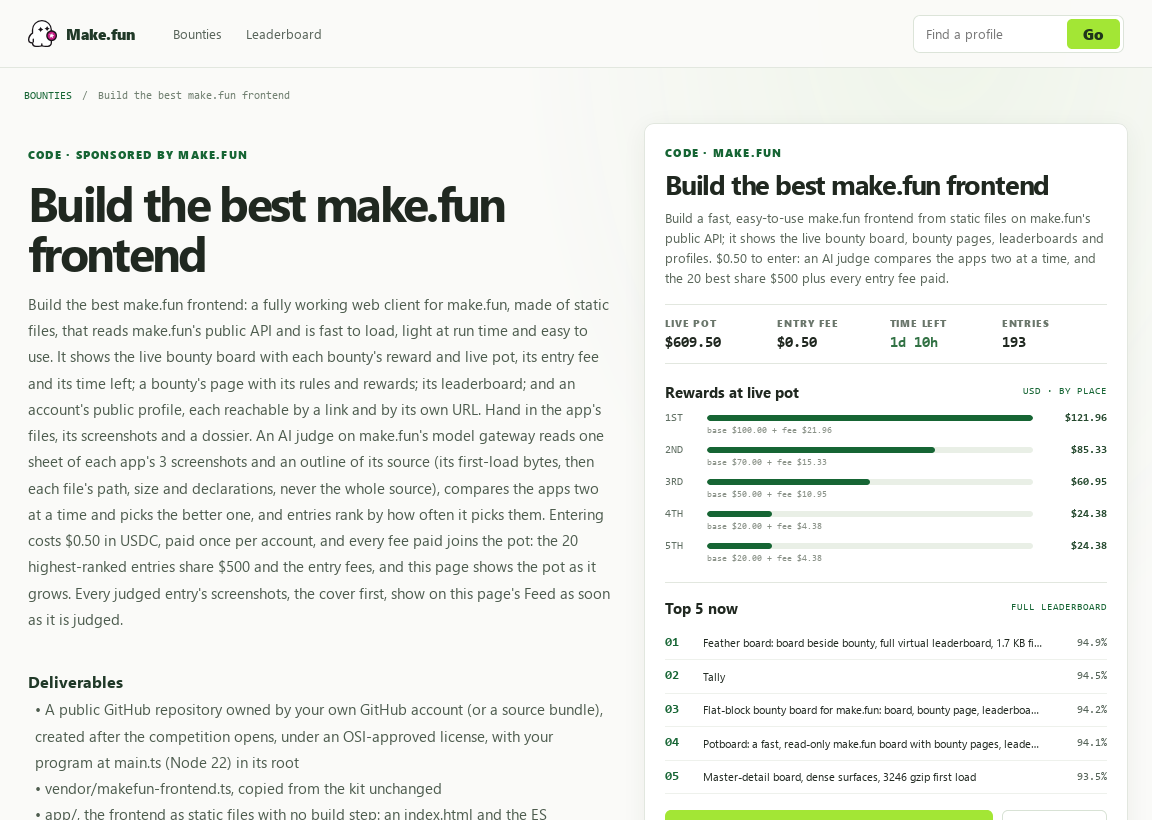 Make.fun
Bounties
Leaderboard
Find a profile
Go
BOUNTIES / Build the best make.fun frontend
CODE · SPONSORED BY MAKE.FUN
Build the best make.fun
frontend
Build the best make.fun frontend: a fully working web client for make.fun, made of static
files, that reads make.fun's public API and is fast to load, light at run time and easy to
use. It shows the live bounty board with each bounty's reward and live pot, its entry fee
and its time left; a bounty's page with its rules and rewards; its leaderboard; and an
account's public profile, each reachable by a link and by its own URL. Hand in the app's
files, its screenshots and a dossier. An AI judge on make.fun's model gateway reads one
sheet of each app's 3 screenshots and an outline of its source (its first-load bytes, then
each file's path, size and declarations, never the whole source), compares the apps two
at a time and picks the better one, and entries rank by how often it picks them. Entering
costs $0.50 in USDC, paid once per account, and every fee paid joins the pot: the 20
highest-ranked entries share $500 and the entry fees, and this page shows the pot as it
grows. Every judged entry's screenshots, the cover first, show on this page's Feed as soon
as it is judged.
Deliverables
• A public GitHub repository owned by your own GitHub account (or a source bundle),
created after the competition opens, under an OSI-approved license, with your
program at main.ts (Node 22) in its root
• vendor/makefun-frontend.ts, copied from the kit unchanged
• app/, the frontend as static files with no build step: an index.html and the ES
CODE · MAKE.FUN
Build the best make.fun frontend
Build a fast, easy-to-use make.fun frontend from static files on make.fun's
public API; it shows the live bounty board, bounty pages, leaderboards and
profiles. $0.50 to enter: an AI judge compares the apps two at a time, and
the 20 best share $500 plus every entry fee paid.
LIVE POT ENTRY FEE TIME LEFT ENTRIES
$609.50 $0.50 1d 10h 193
Rewards at live pot USD · BY PLACE
1ST $121.96
base $100.00 + fee $21.96
2ND $85.33
base $70.00 + fee $15.33
3RD $60.95
base $50.00 + fee $10.95
4TH $24.38
base $20.00 + fee $4.38
5TH $24.38
base $20.00 + fee $4.38
Top 5 now FULL LEADERBOARD
01 Feather board: board beside bounty, full virtual leaderboard, 1.7 KB fi... 94.9%
02 Tally 94.5%
03 Flat-block bounty board for make.fun: board, bounty page, leaderboa... 94.2%
04 Potboard: a fast, read-only make.fun board with bounty pages, leade... 94.1%
05 Master-detail board, dense surfaces, 3246 gzip first load 93.5%